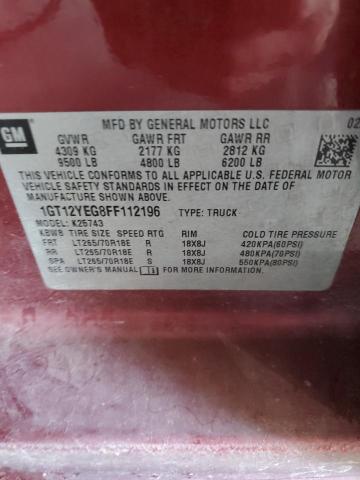 GM
MFD BY GENERAL MOTORS LLC 02
GVWR GAWR FRT GAWR RR
4309 KG 2177 KG 2812 KG
9500 LB 4800 LB 6200 LB
THIS VEHICLE CONFORMS TO ALL APPLICABLE U.S. FEDERAL MOTOR
VEHICLE SAFETY STANDARDS IN EFFECT ON THE DATE OF
MANUFACTURE SHOWN ABOVE.
1GT12YEG8FF112196 TYPE: TRUCK
MODEL: K25743
KBW8 TIRE SIZE SPEED RTG RIM COLD TIRE PRESSURE
FRT LT265/70R18E R 18X8J 420KPA(60PSI)
RR LT265/70R18E R 18X8J 480KPA(70PSI)
SPA LT265/70R18E S 18X8J 550KPA(80PSI)
SEE OWNER'S MANUAL FOR MORE INFORMATION.